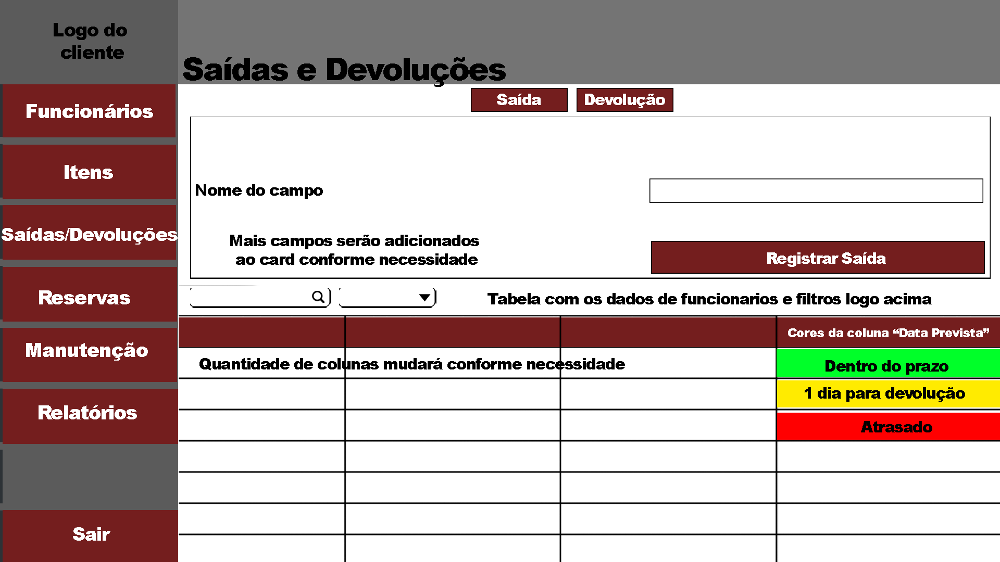 Logo do
cliente
Saídas e Devoluções
Funcionários
Itens
Saídas/Devoluções
Reservas
Manutenção
Relatórios
Sair
Saída
Devolução
Nome do campo
Mais campos serão adicionados
ao card conforme necessidade
Registrar Saída
Tabela com os dados de funcionarios e filtros logo acima
Cores da coluna “Data Prevista”
Quantidade de colunas mudará conforme necessidade
Dentro do prazo
1 dia para devolução
Atrasado